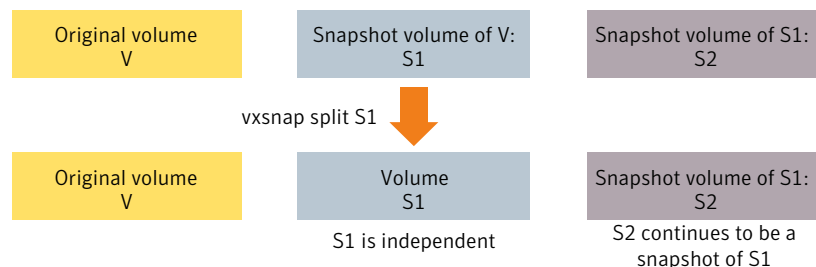 Original volume
V
Snapshot volume of V:
S1
Snapshot volume of S1:
S2
vxsnap split S1
Original volume
V
Volume
S1
Snapshot volume of S1:
S2
S1 is independent
S2 continues to be a
snapshot of S1